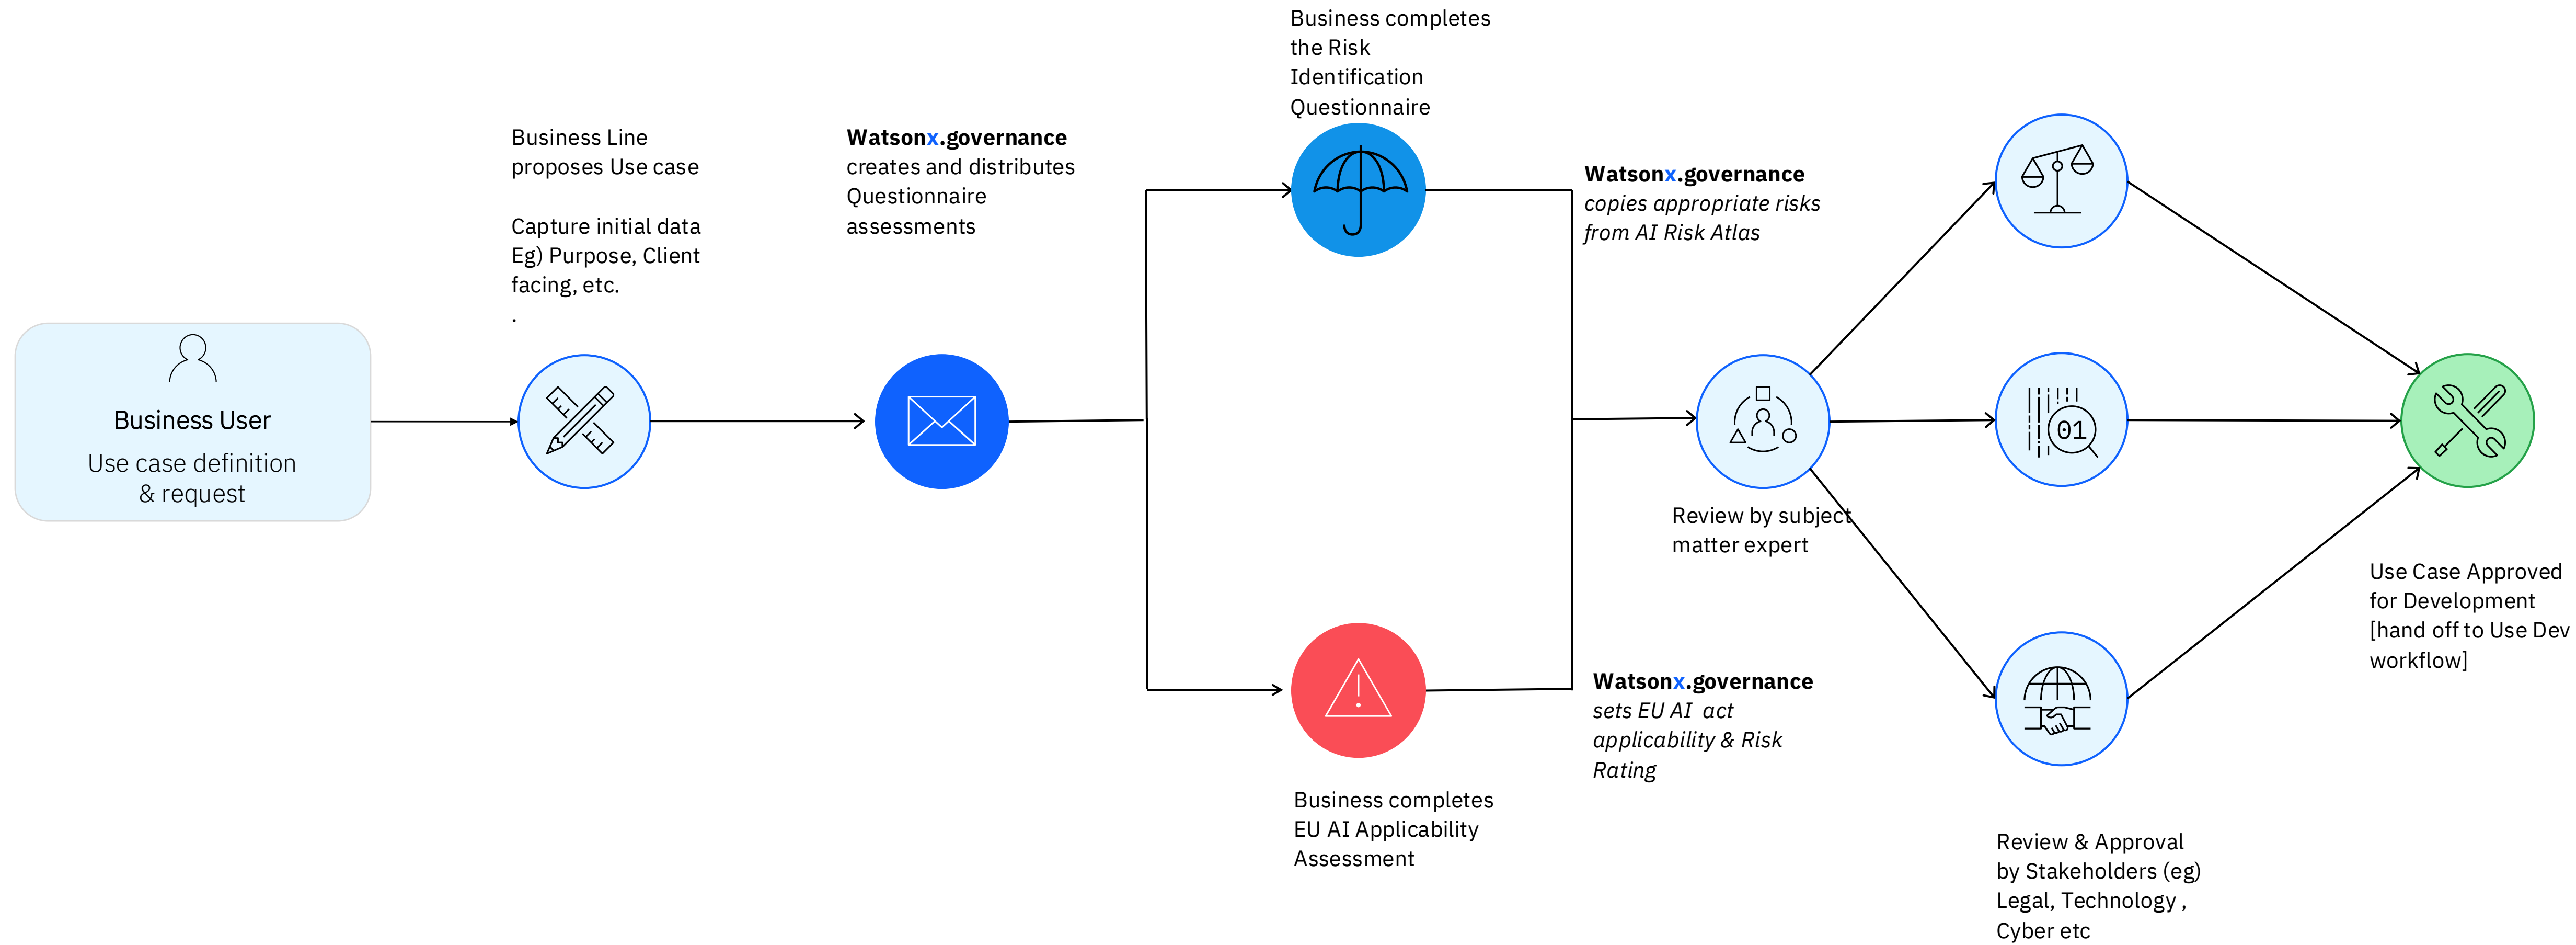 Business User
Use case definition
& request
Business Line
proposes Use case
Capture initial data
Eg) Purpose, Client
facing, etc.
.
Watsonx.governance
creates and distributes
Questionnaire
assessments
Business completes
the Risk
Identification
Questionnaire
Business completes
EU AI Applicability
Assessment
Watsonx.governance
copies appropriate risks
from AI Risk Atlas
Watsonx.governance
sets EU AI  act
applicability & Risk
Rating
Review by subject
matter expert
01
Review & Approval
by Stakeholders (eg)
Legal, Technology ,
Cyber etc
Use Case Approved
for Development
[hand off to Use Dev
workflow]